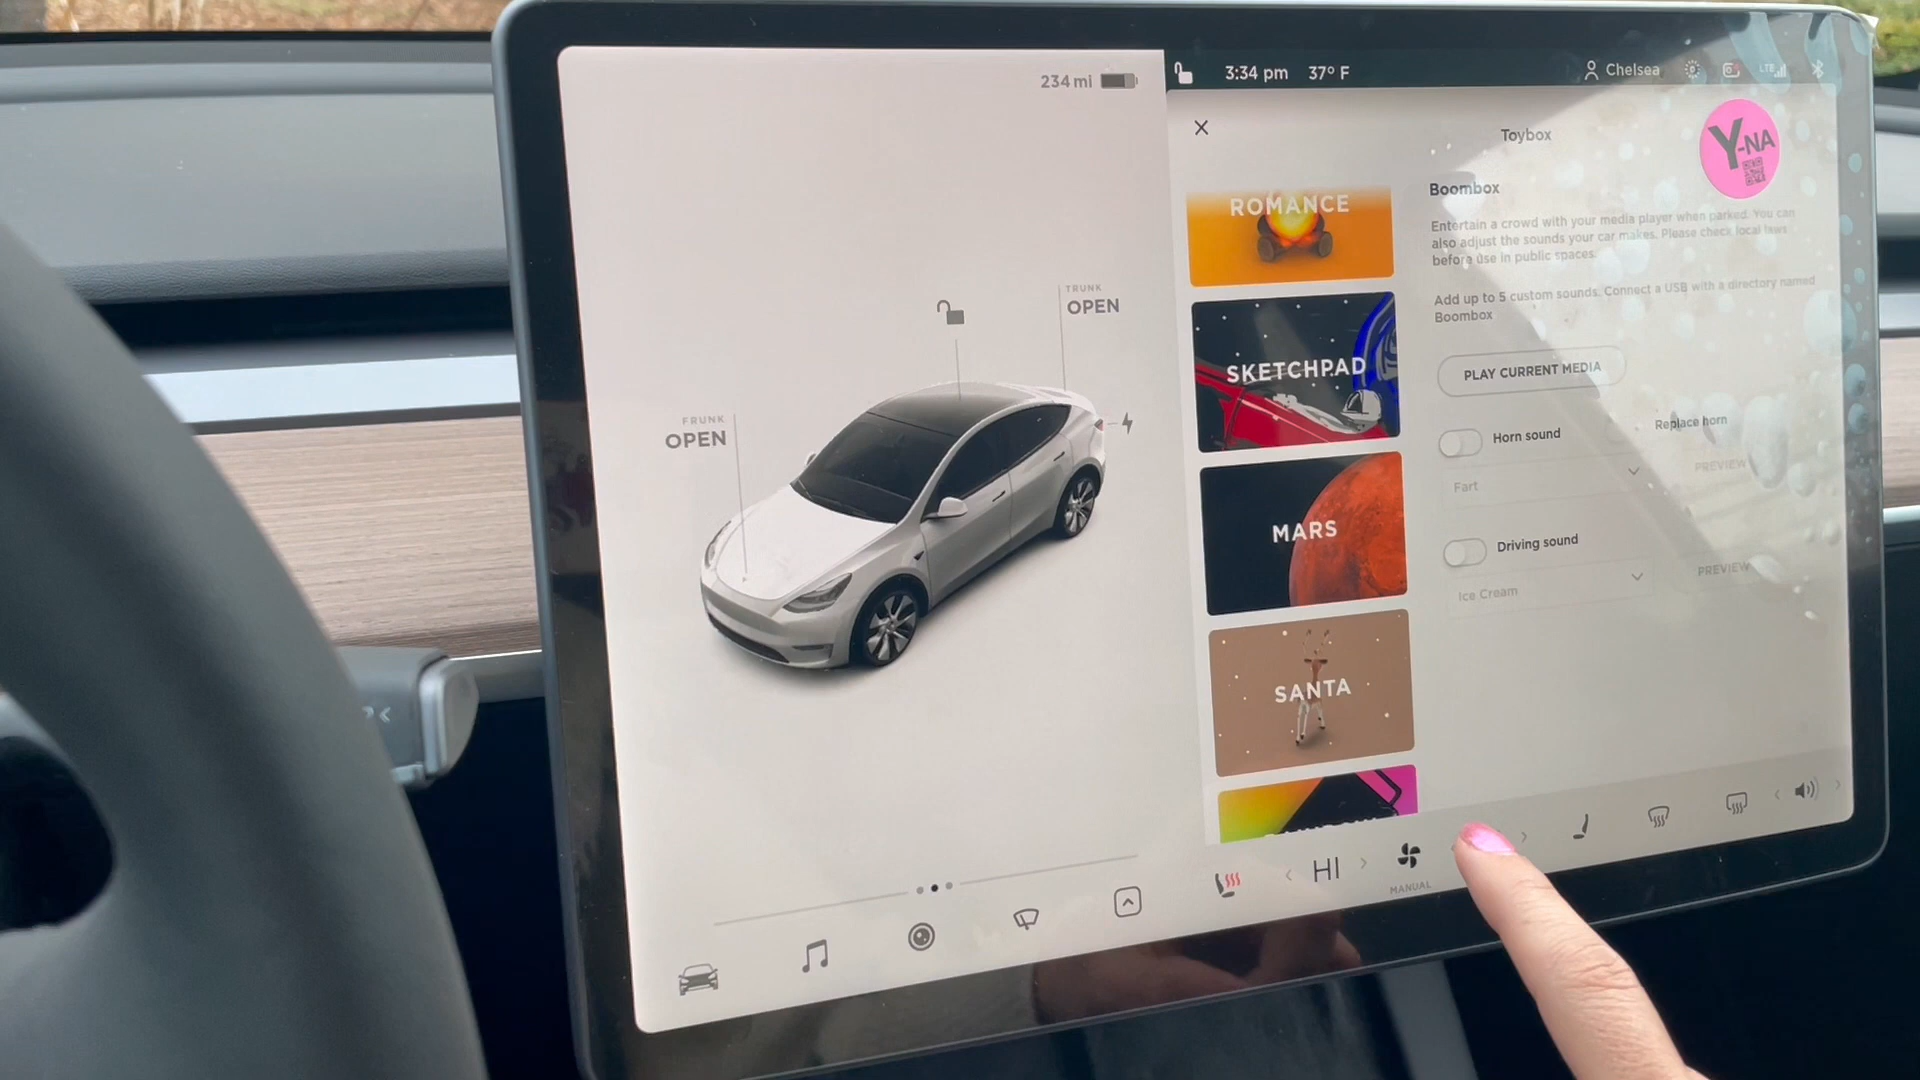 234 mi
3:34 pm 37° F
Chelsea
LTE
Toybox
Y-NA
TRUNK
OPEN
FRUNK
OPEN
ROMANCE
SKETCHPAD
MARS
SANTA
Boombox
Entertain a crowd with your media player when parked. You can
also adjust the sounds your car makes. Please check local laws
before use in public spaces.
Add up to 5 custom sounds. Connect a USB with a directory named
Boombox
PLAY CURRENT MEDIA
Horn sound
Replace horn
Fart
PREVIEW
Driving sound
Ice Cream
PREVIEW
HI
MANUAL